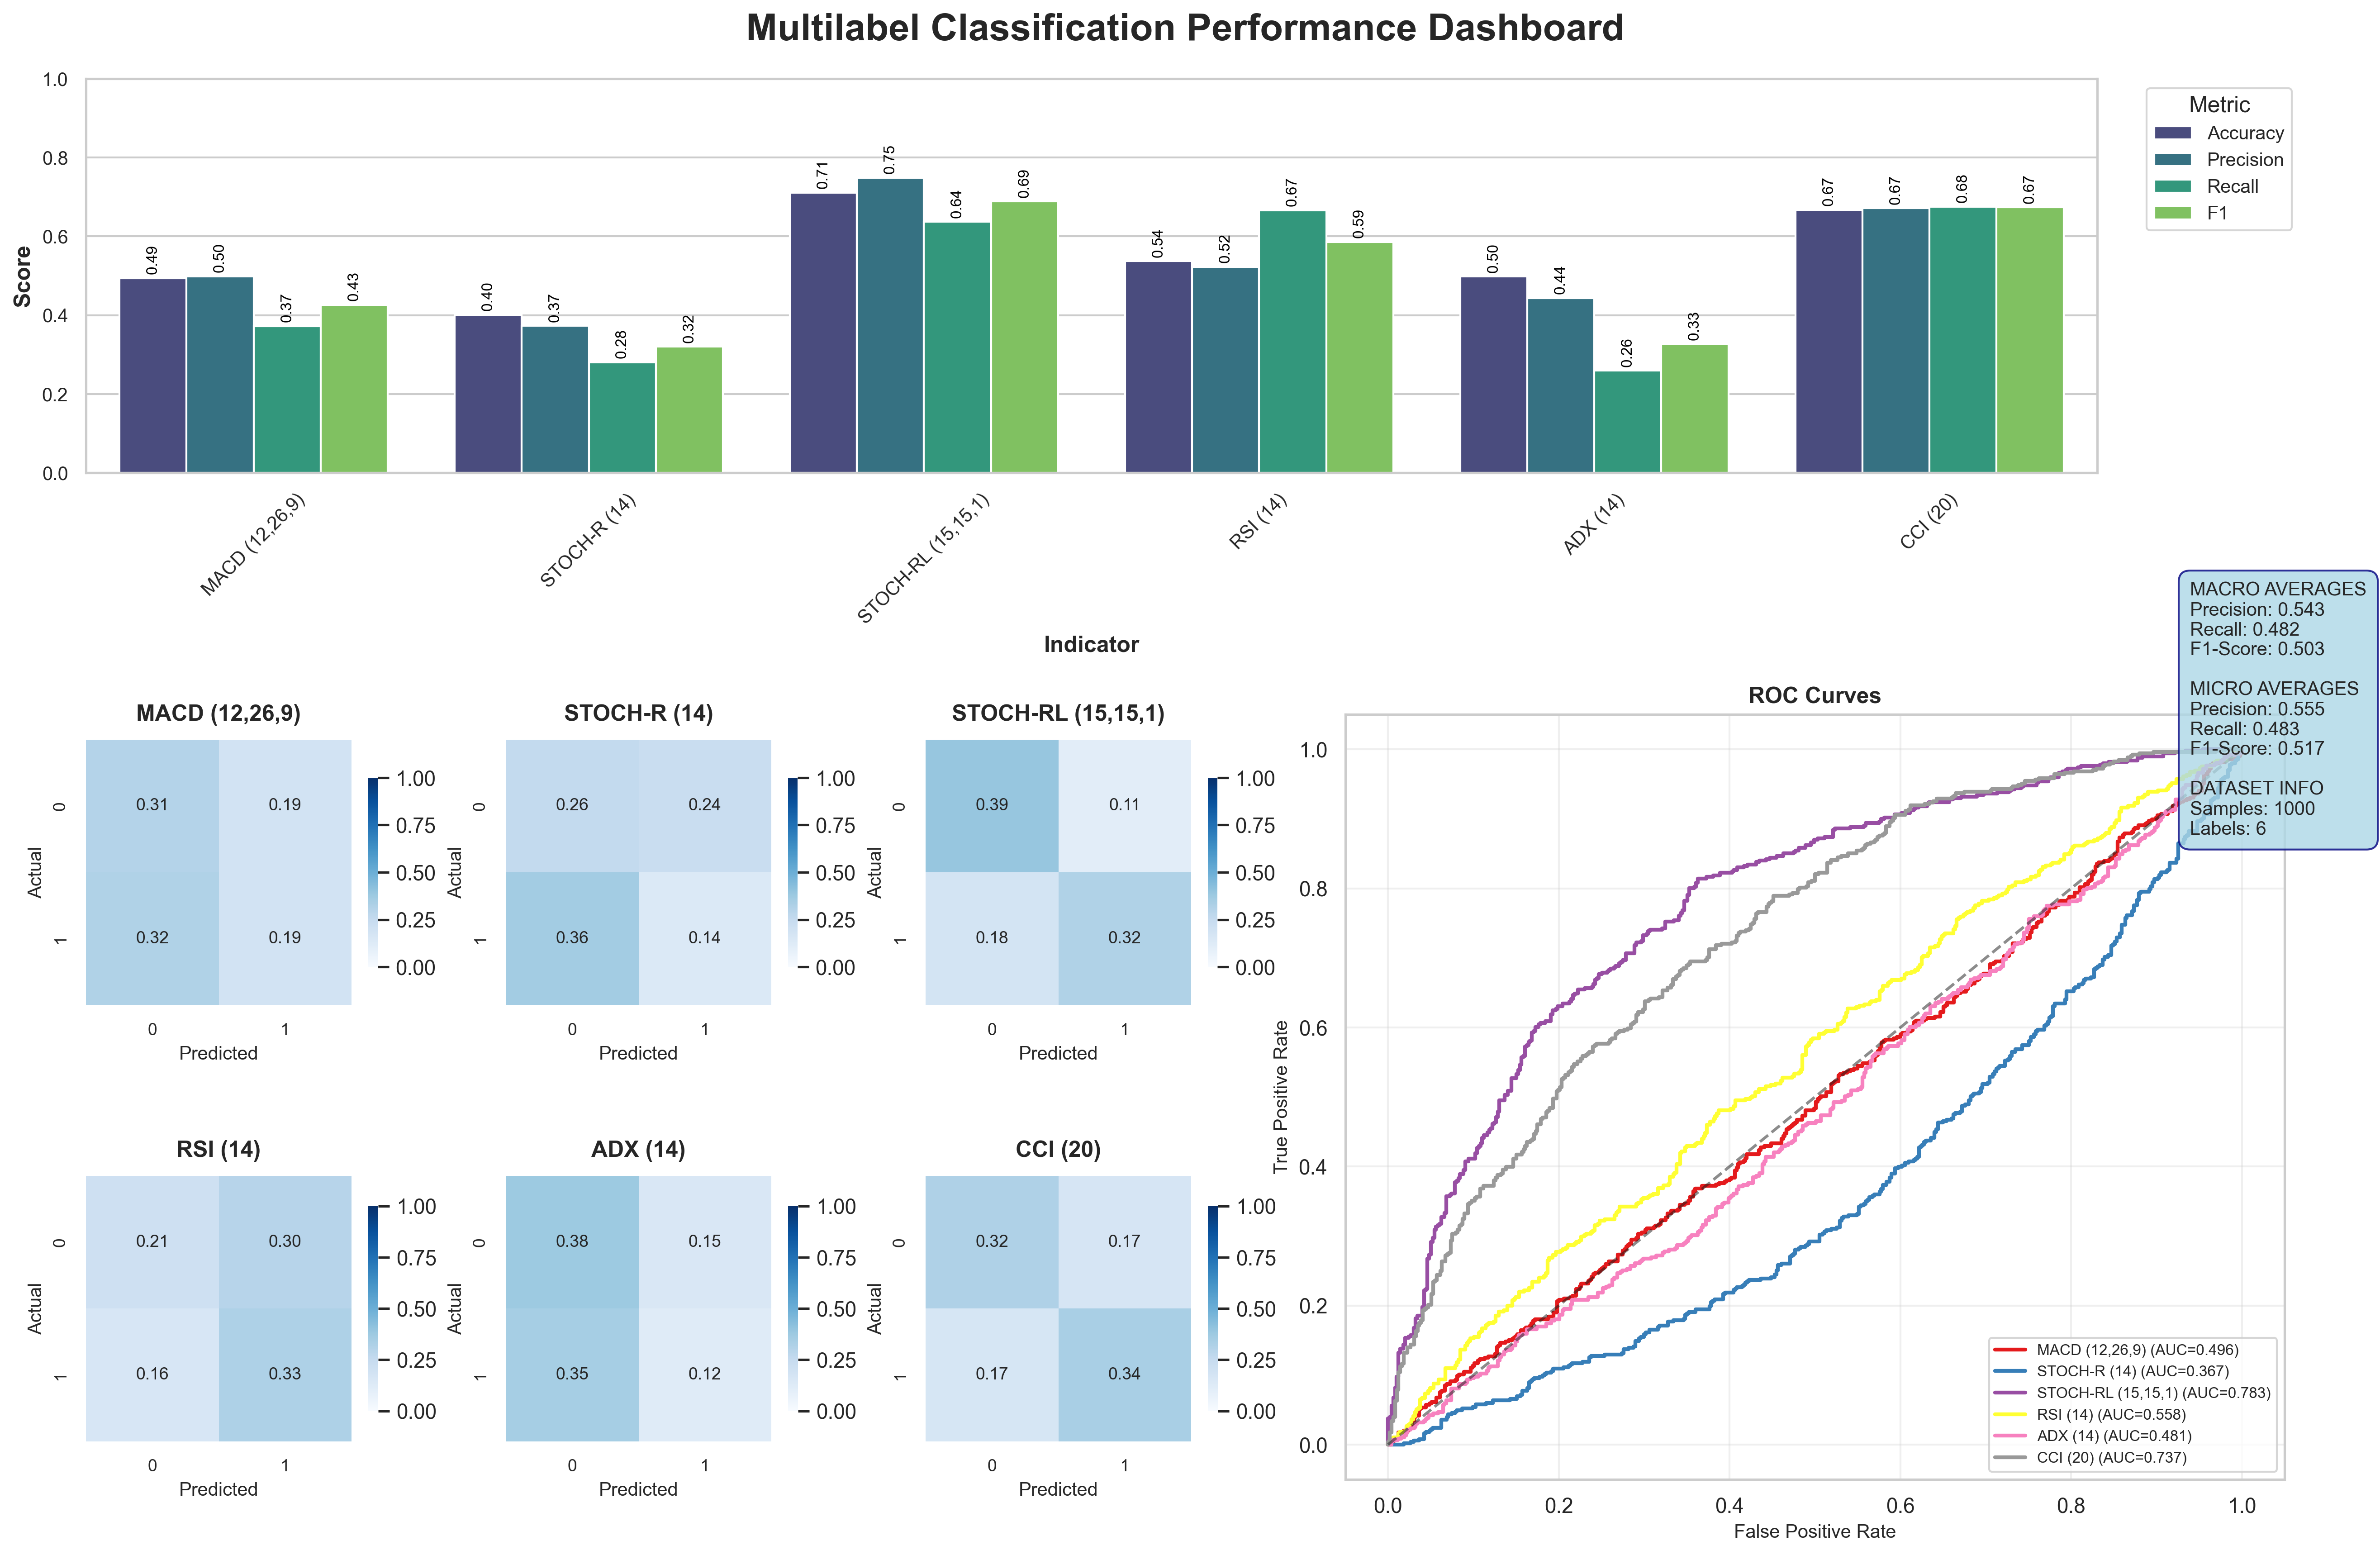 Multilabel Classification Performance Dashboard
1.0
0.8
0.6
0.4
0.2
0.0
Score
0.49
0.50
0.37
0.43
0.40
0.37
0.28
0.32
0.71
0.75
0.64
0.69
0.54
0.52
0.67
0.59
0.50
0.44
0.26
0.33
0.67
0.67
0.68
0.67
MACD (12,26,9)
STOCH-R (14)
STOCH-RL (15,15,1)
RSI (14)
ADX (14)
CCI (20)
Indicator
Metric
Accuracy
Precision
Recall
F1
MACRO AVERAGES
Precision: 0.543
Recall: 0.482
F1-Score: 0.503
MICRO AVERAGES
Precision: 0.555
Recall: 0.483
F1-Score: 0.517
DATASET INFO
Samples: 1000
Labels: 6
MACD (12,26,9)
0.31 0.19
0.32 0.19
0
1
Actual
0 1
Predicted
1.00
0.75
0.50
0.25
0.00
STOCH-R (14)
0.26 0.24
0.36 0.14
0
1
Actual
0 1
Predicted
1.00
0.75
0.50
0.25
0.00
STOCH-RL (15,15,1)
0.39 0.11
0.18 0.32
0
1
Actual
0 1
Predicted
1.00
0.75
0.50
0.25
0.00
RSI (14)
0.21 0.30
0.16 0.33
0
1
Actual
0 1
Predicted
1.00
0.75
0.50
0.25
0.00
ADX (14)
0.38 0.15
0.35 0.12
0
1
Actual
0 1
Predicted
1.00
0.75
0.50
0.25
0.00
CCI (20)
0.32 0.17
0.17 0.34
0
1
Actual
0 1
Predicted
1.00
0.75
0.50
0.25
0.00
ROC Curves
1.0
0.8
0.6
0.4
0.2
0.0
True Positive Rate
0.0 0.2 0.4 0.6 0.8 1.0
False Positive Rate
MACD (12,26,9) (AUC=0.496)
STOCH-R (14) (AUC=0.367)
STOCH-RL (15,15,1) (AUC=0.783)
RSI (14) (AUC=0.558)
ADX (14) (AUC=0.481)
CCI (20) (AUC=0.737)